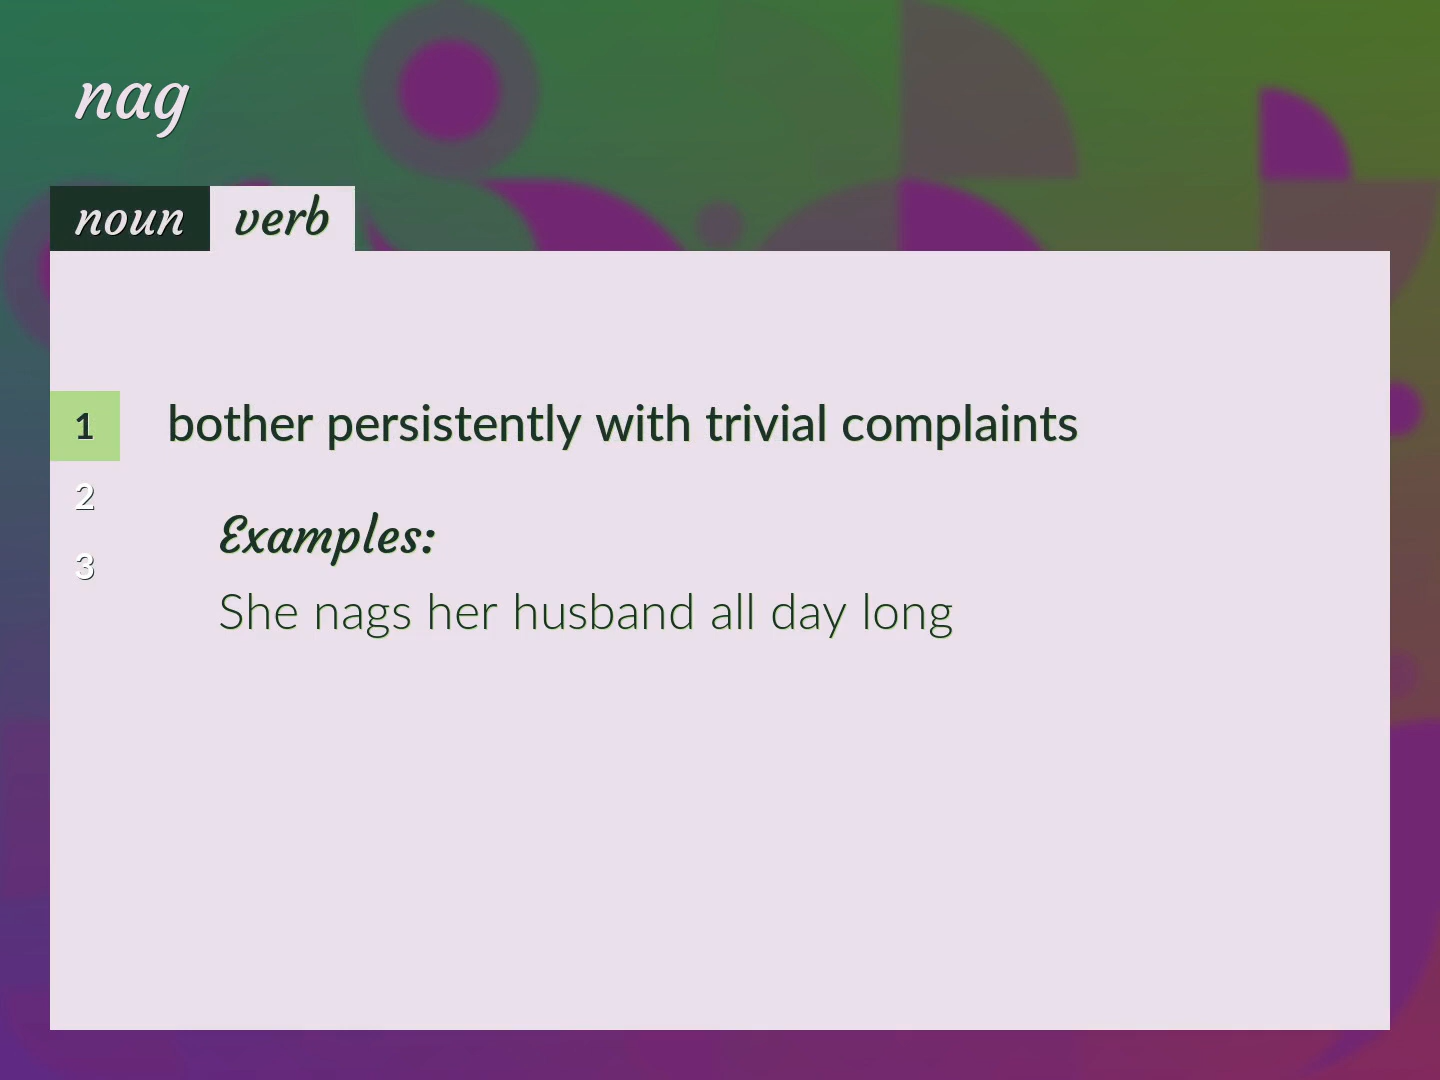 nag
noun verb
1 bother persistently with trivial complaints
2
3
Examples:
She nags her husband all day long